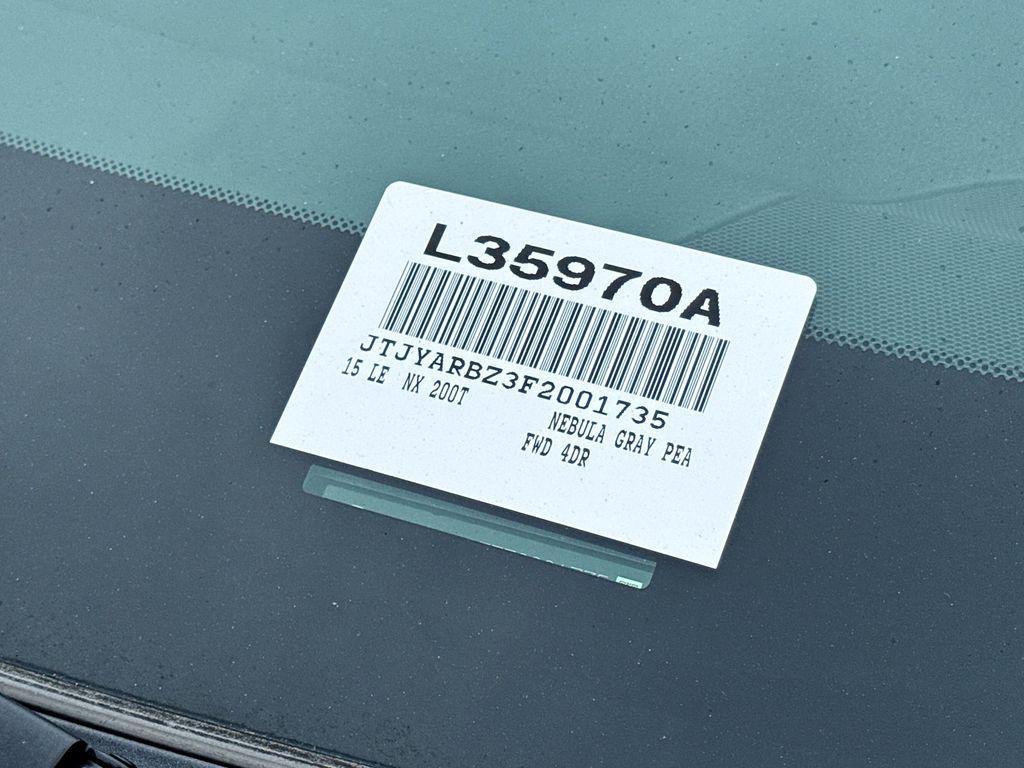 L35970A
JTJYARBZ3F2001735
15 LE NX 200T
NEBULA GRAY PEA
FWD 4DR